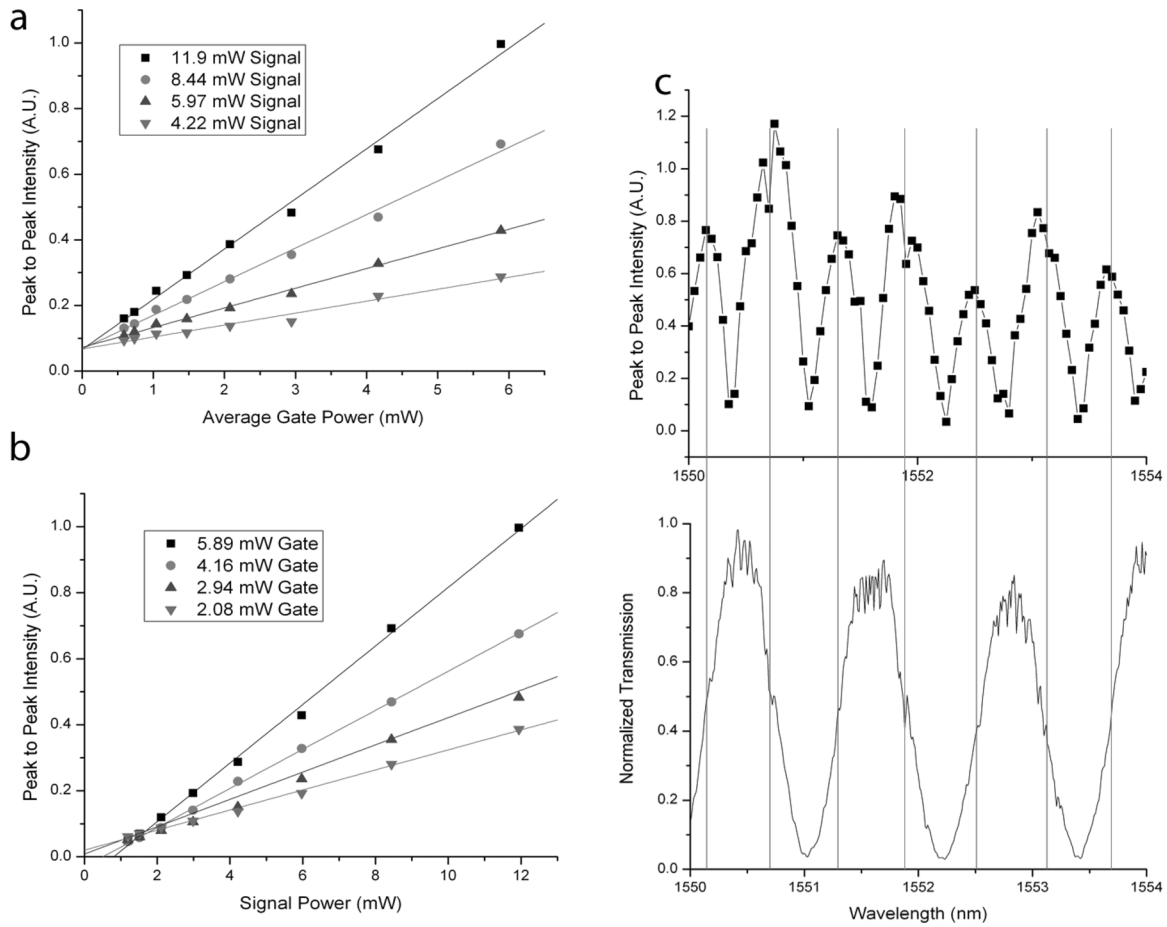 a
1.0
0.8
0.6
0.4
0.2
0.0
0 1 2 3 4 5 6
Peak to Peak Intensity (A.U.)
Average Gate Power (mW)
11.9 mW Signal
8.44 mW Signal
5.97 mW Signal
4.22 mW Signal
b
1.0
0.8
0.6
0.4
0.2
0.0
0 2 4 6 8 10 12
Peak to Peak Intensity (A.U.)
Signal Power (mW)
5.89 mW Gate
4.16 mW Gate
2.94 mW Gate
2.08 mW Gate
c
1.2
1.0
0.8
0.6
0.4
0.2
0.0
1550 1552 1554
Peak to Peak Intensity (A.U.)
1.0
0.8
0.6
0.4
0.2
0.0
1550 1551 1552 1553 1554
Normalized Transmission
Wavelength (nm)